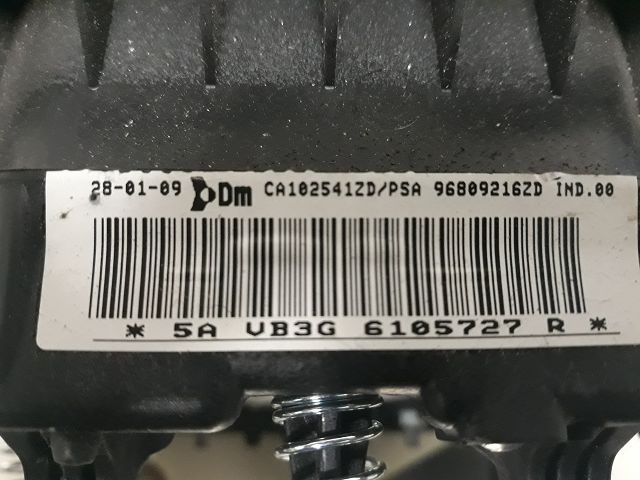 28-01-09 Dm CA102541ZD/PSA 96809216ZD IND.00
* 5A VB3G 6105727 R *